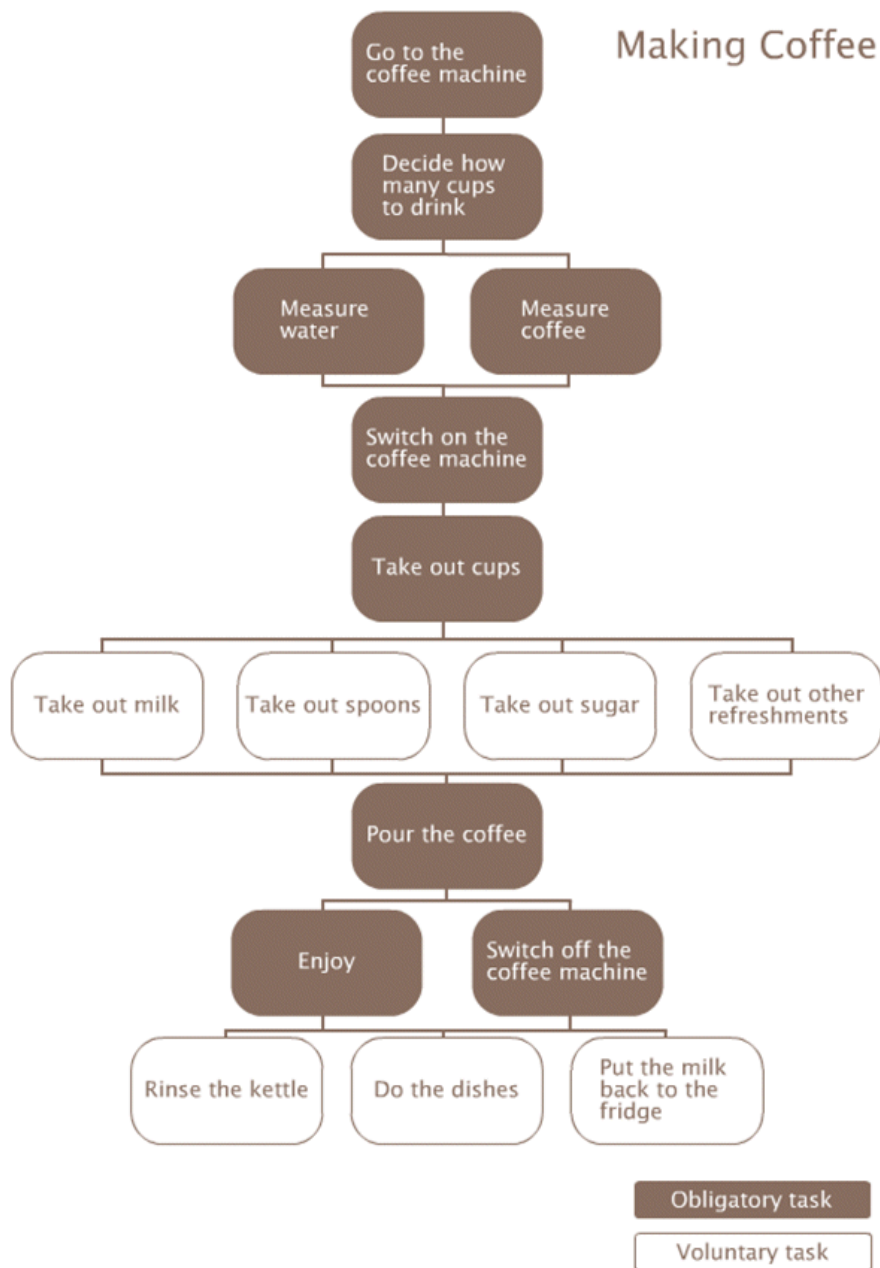 Making Coffee
Go to the
coffee machine
Decide how
many cups
to drink
Measure
water
Measure
coffee
Switch on the
coffee machine
Take out cups
Take out milk
Take out spoons
Take out sugar
Take out other
refreshments
Pour the coffee
Enjoy
Switch off the
coffee machine
Rinse the kettle
Do the dishes
Put the milk
back to the
fridge
Obligatory task
Voluntary task